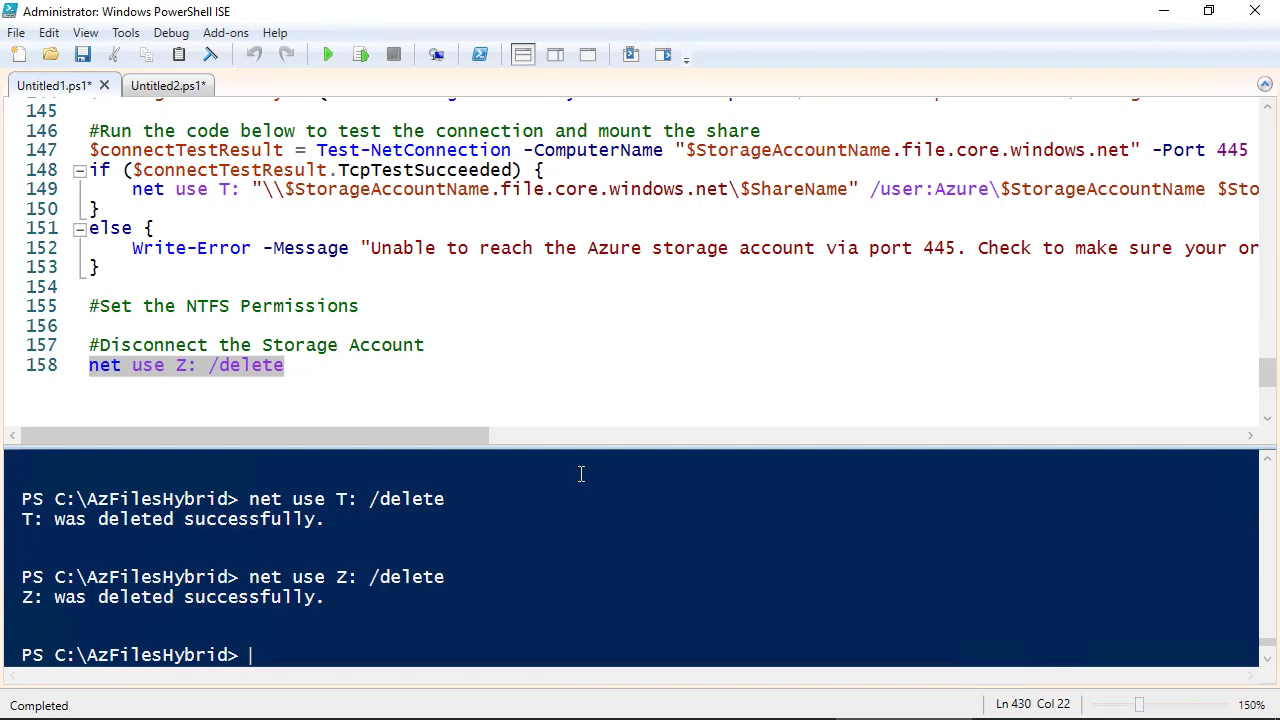 Administrator: Windows PowerShell ISE
File Edit View Tools Debug Add-ons Help
Untitled1.ps1* Untitled2.ps1*
145
146 #Run the code below to test the connection and mount the share
147 $connectTestResult = Test-NetConnection -ComputerName "$StorageAccountName.file.core.windows.net" -Port 445
148 if ($connectTestResult.TcpTestSucceeded) {
149 net use T: "\\$StorageAccountName.file.core.windows.net\$ShareName" /user:Azure\$StorageAccountName $Sto
150 }
151 else {
152 Write-Error -Message "Unable to reach the Azure storage account via port 445. Check to make sure your or
153 }
154
155 #Set the NTFS Permissions
156
157 #Disconnect the Storage Account
158 net use Z: /delete
PS C:\AzFilesHybrid> net use T: /delete
T: was deleted successfully.
PS C:\AzFilesHybrid> net use Z: /delete
Z: was deleted successfully.
PS C:\AzFilesHybrid>
Completed Ln 430 Col 22 150%